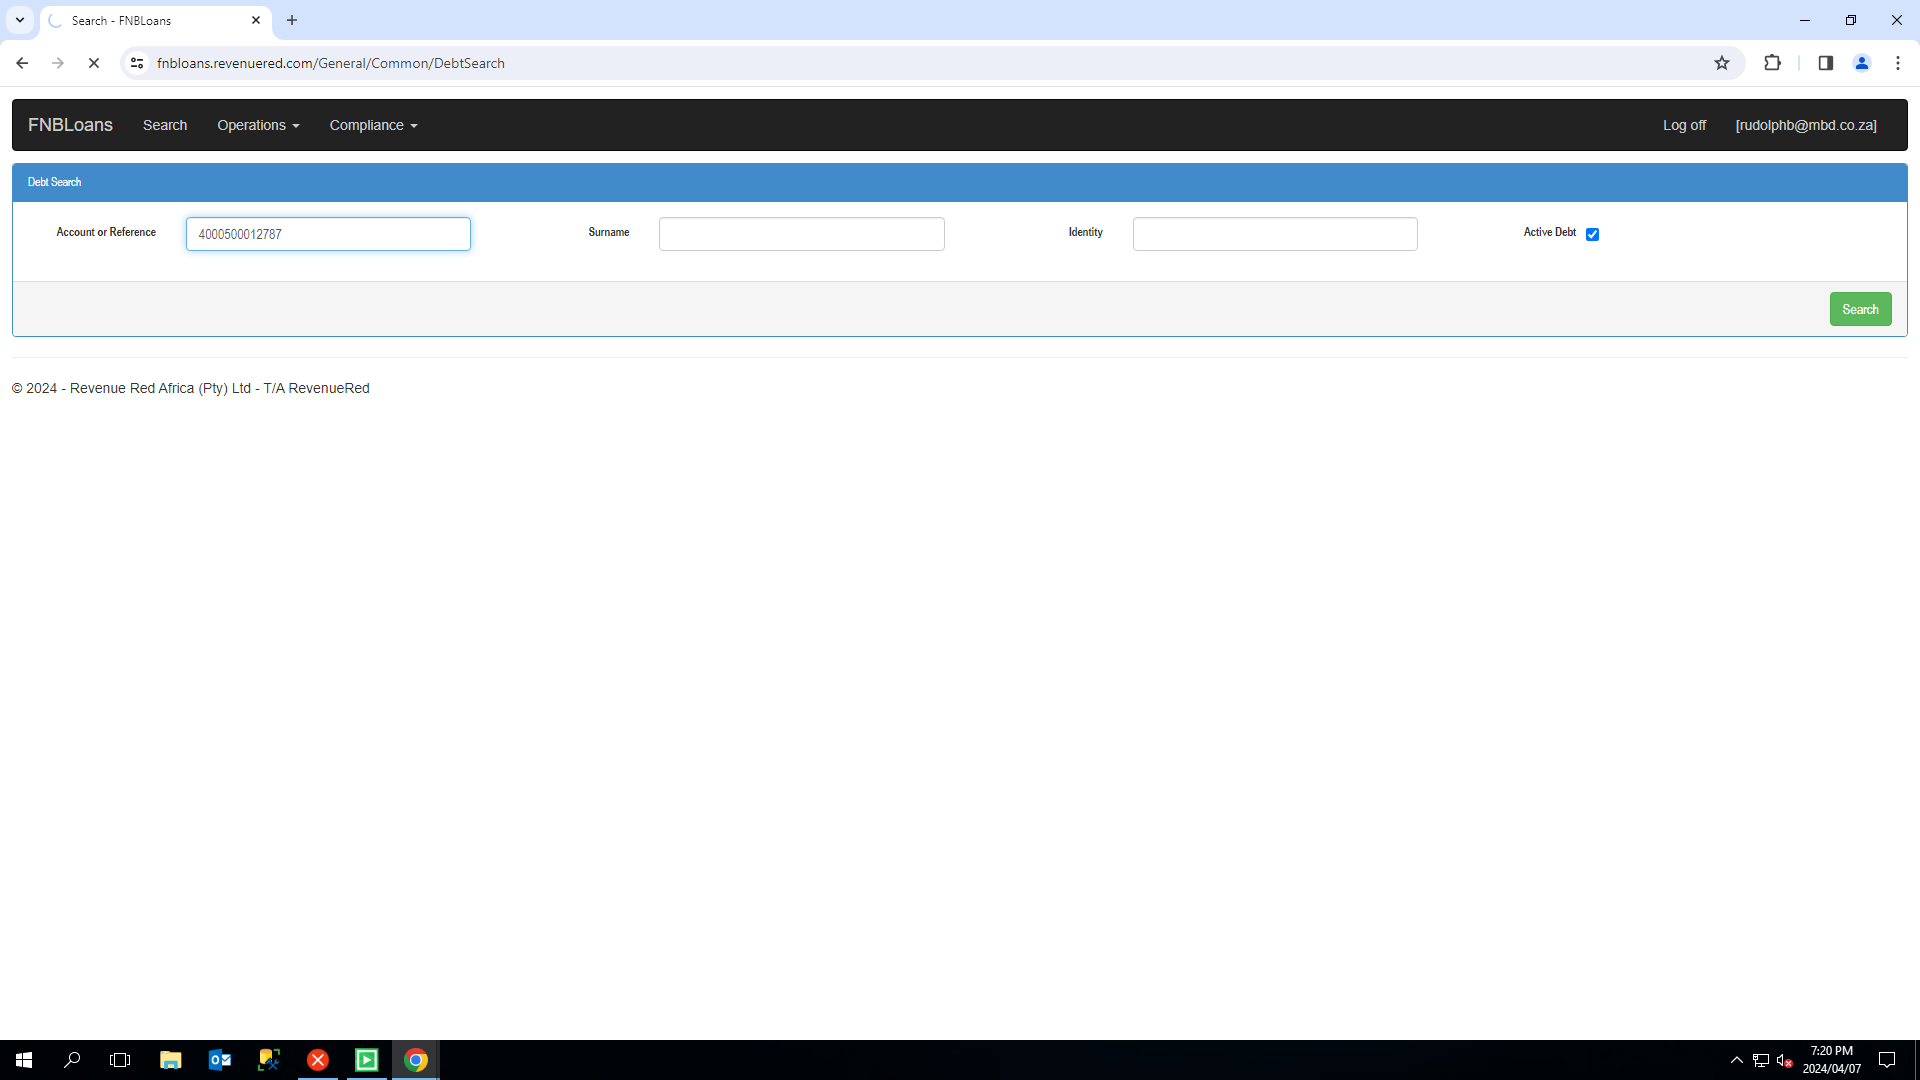 Search - FNBLoans
fnbloans.revenuered.com/General/Common/DebtSearch
FNBLoans Search Operations Compliance Log off [rudolphb@mbd.co.za]
Debt Search
Account or Reference 4000500012787 Surname Identity Active Debt
Search
© 2024 - Revenue Red Africa (Pty) Ltd - T/A RevenueRed
7:20 PM
2024/04/07